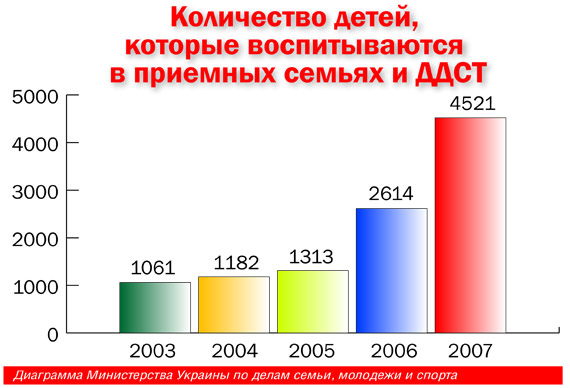 Количество детей,
которые воспитываются
в приемных семьях и ДДСТ
5000
4000
3000
2000
1000
0
1061
1182
1313
2614
4521
2003 2004 2005 2006 2007
Диаграмма Министерства Украины по делам семьи, молодежи и спорта